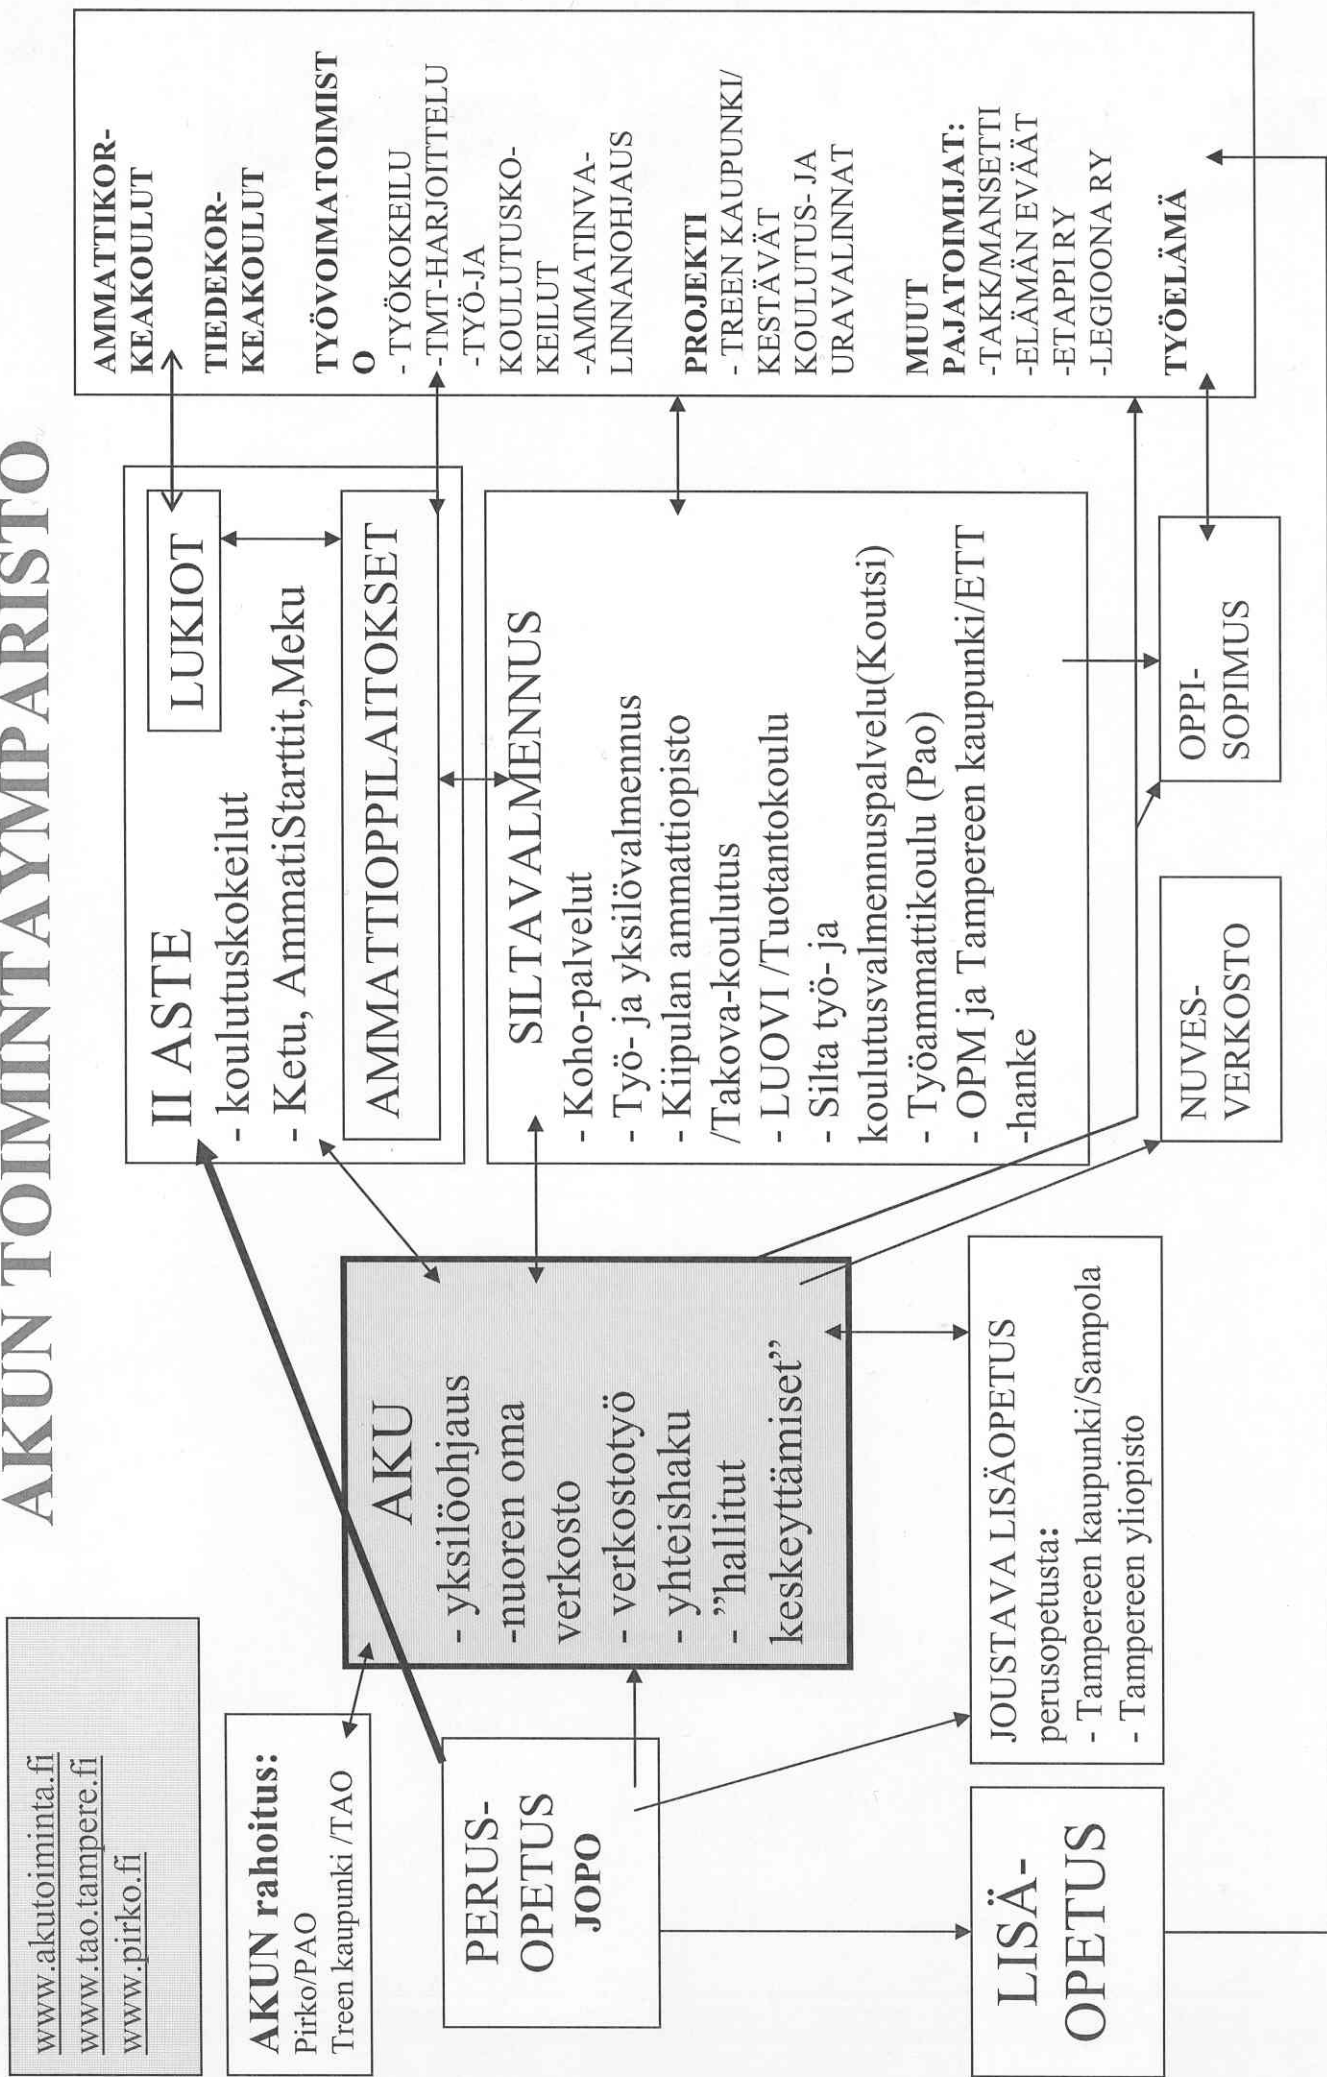 AKUN TOIMINTAYMPÄRISTÖ
www.akutoiminta.fi
www.tao.tampere.fi
www.pirko.fi
AKUN rahoitus:
Pirko/PAO
Treen kaupunki /TAO
PERUS-
OPETUS
JOPO
LISÄ-
OPETUS
AKU
- yksilöohjaus
-nuoren oma
verkosto
- verkostotyö
- yhteishaku
- ”hallitut
keskeyttämiset”
JOUSTAVA LISÄOPETUS
perusopetusta:
- Tampereen kaupunki/Sampola
- Tampereen yliopisto
II ASTE
- koulutuskokeilut
- Ketu, AmmatiStarttit,Meku
LUKIOT
AMMATTIOPPILAITOKSET
SILTAVALMENNUS
- Koho-palvelut
- Työ- ja yksilövalmennus
- Kiipulan ammattiopisto
/Takova-koulutus
- LUOVI /Tuotantokoulu
- Silta työ- ja
koulutusvalmennuspalvelu(Koutsi)
- Työammattikoulu (Pao)
- OPM ja Tampereen kaupunki/ETT
-hanke
NUVES-
VERKOSTO
OPPI-
SOPIMUS
AMMATTIKOR-
KEAKOULUT
TIEDEKOR-
KEAKOULUT
TYÖVOIMATOIMIST
O
- TYÖKOKEILU
-TMT-HARJOITTELU
-TYÖ-JA
KOULUTUSKO-
KEILUT
-AMMATINVA-
LINNANOHJAUS
PROJEKTI
- TREEN KAUPUNKI/
KESTÄVÄT
KOULUTUS- JA
URAVALINNAT
MUUT
PAJATOIMIJAT:
-TAKK/MANSETTI
-ELÄMÄN EVÄÄT
-ETAPPI RY
-LEGIOONA RY
TYÖELÄMÄ